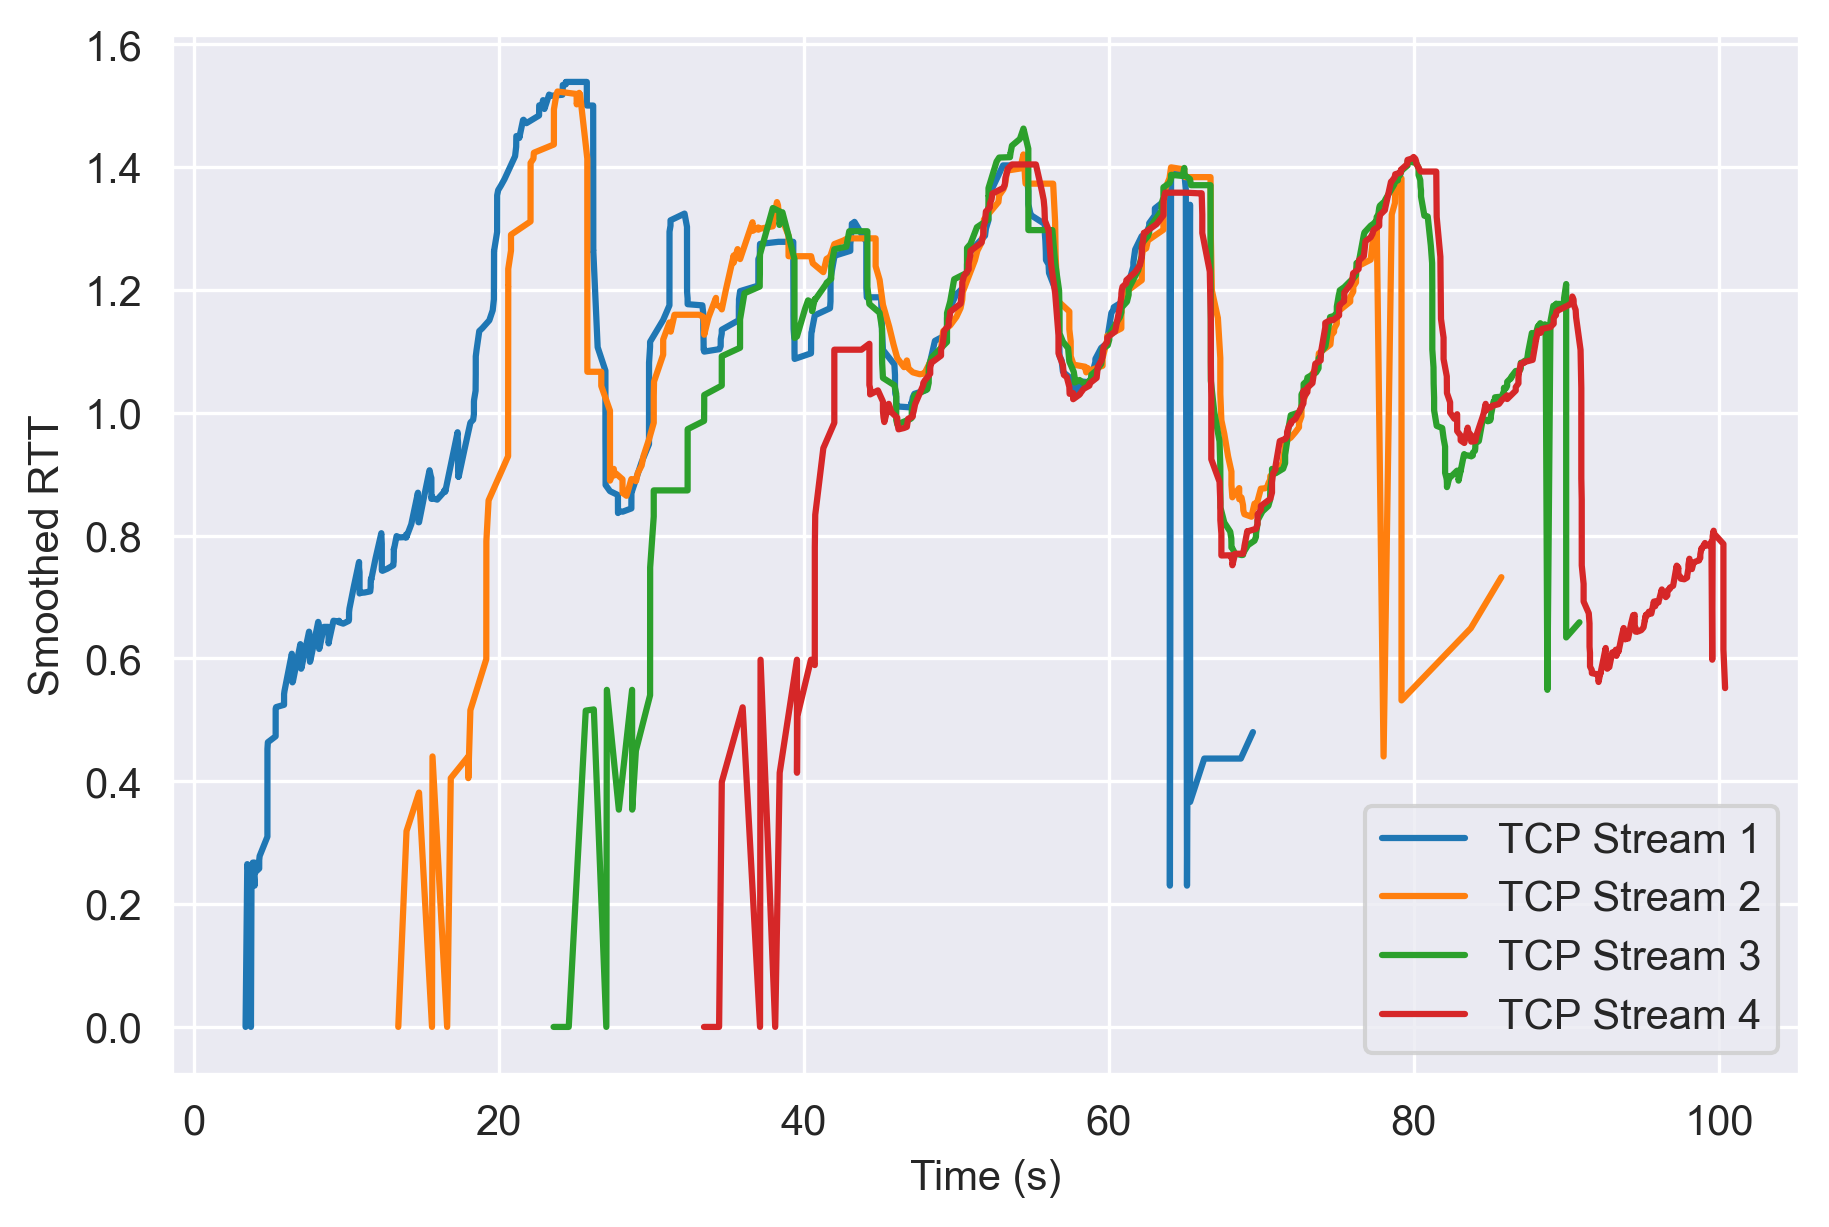 Smoothed RTT
1.6
1.4
1.2
1.0
0.8
0.6
0.4
0.2
0.0
0 20 40 60 80 100
Time (s)
TCP Stream 1
TCP Stream 2
TCP Stream 3
TCP Stream 4